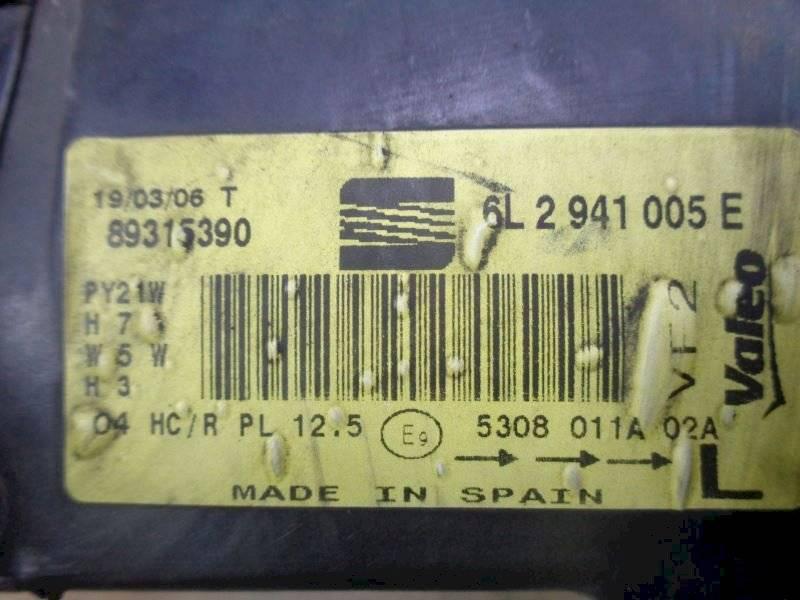 19/03/06 T
89315390
6L 2 941 005 E
PY21W
H 7
W 5 W
H 3
VF2
Valeo
04 HC/R PL 12.5 E9 5308 011A 02A
L
MADE IN SPAIN